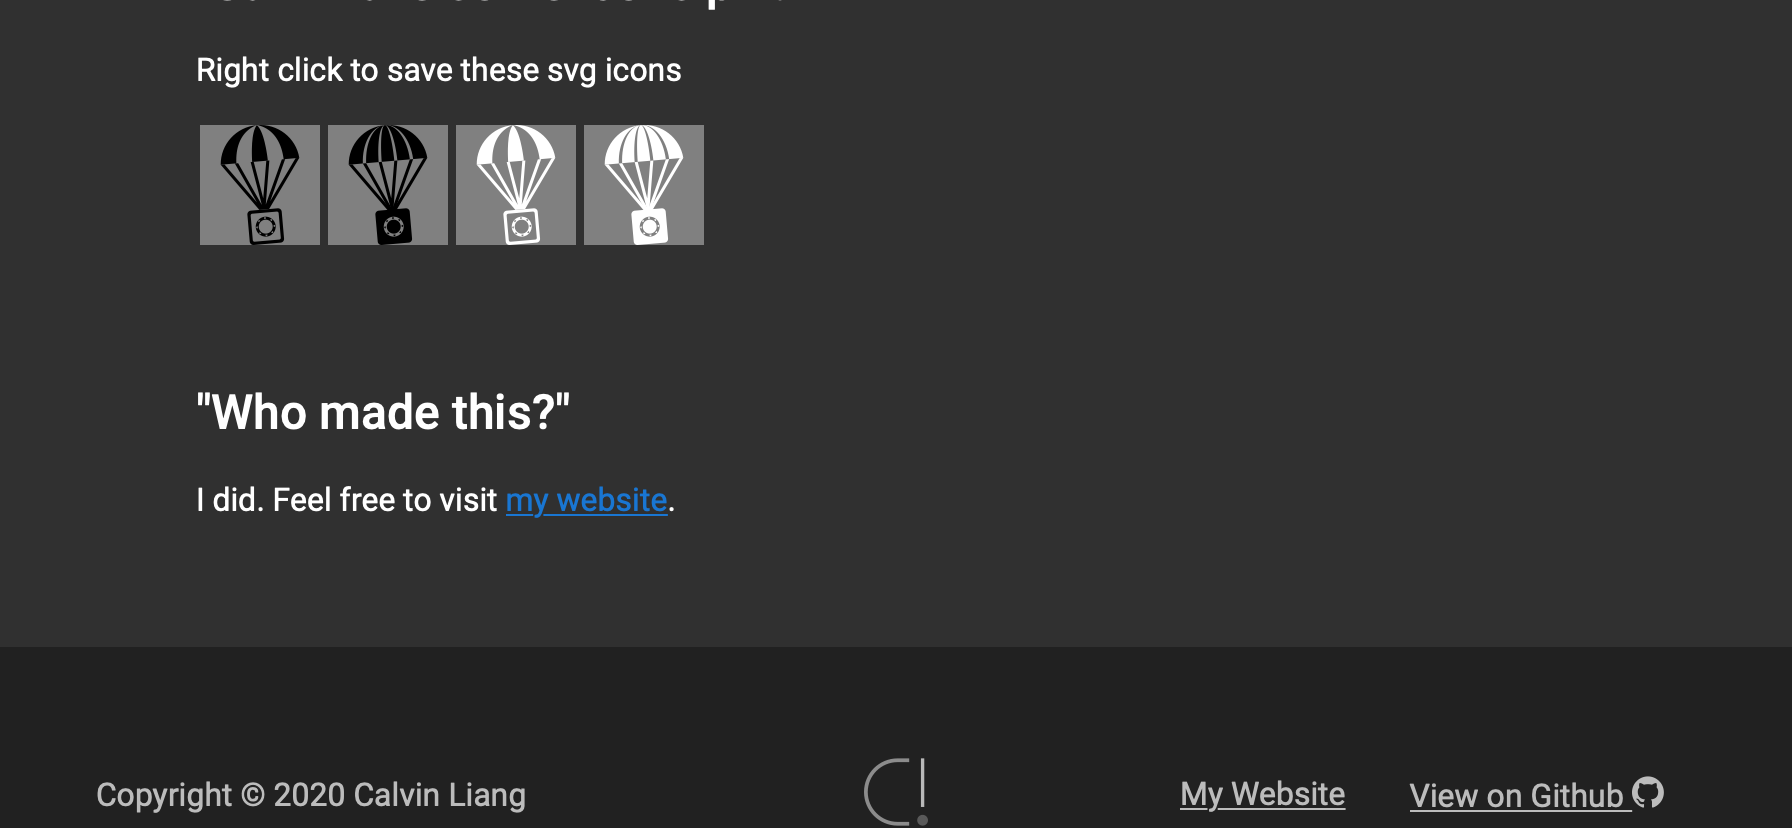 Right click to save these svg icons
"Who made this?"
I did. Feel free to visit my website.
Copyright © 2020 Calvin Liang
My Website
View on Github